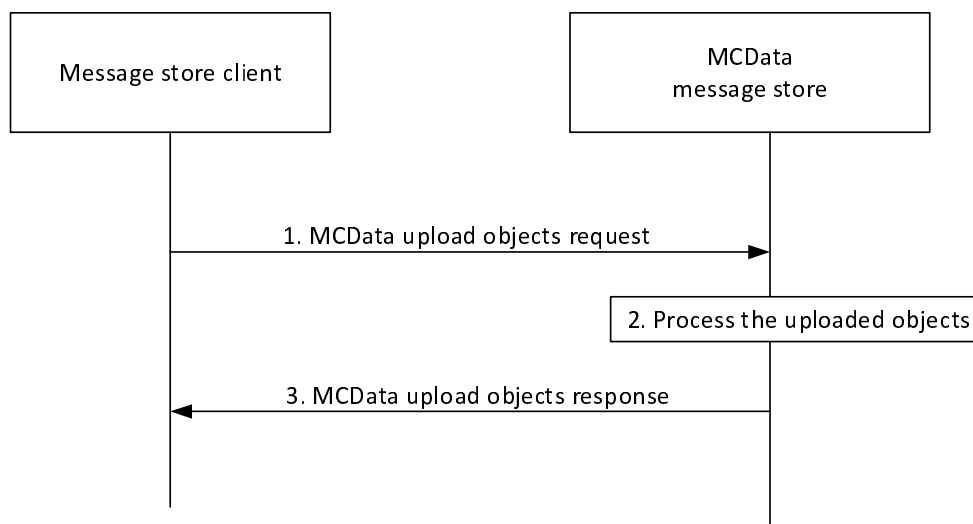 Message store client
MCData
message store
1. MCData upload objects request
2. Process the uploaded objects
3. MCData upload objects response